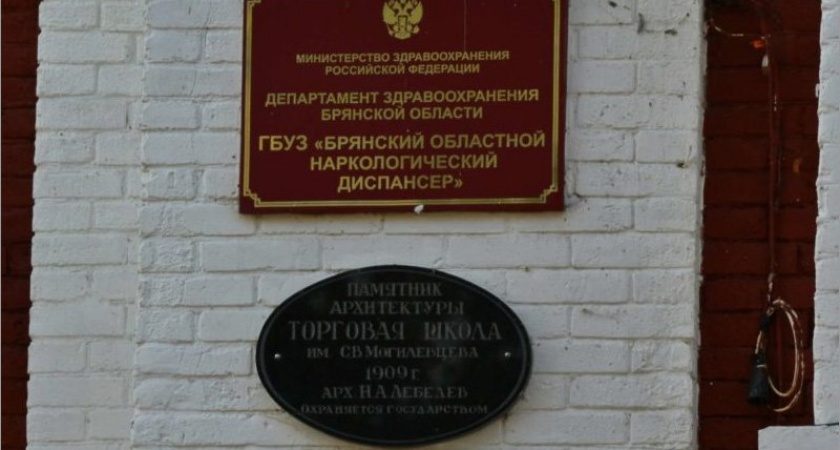 МИНИСТЕРСТВО ЗДРАВООХРАНЕНИЯ
РОССИЙСКОЙ ФЕДЕРАЦИИ
ДЕПАРТАМЕНТ ЗДРАВООХРАНЕНИЯ
БРЯНСКОЙ ОБЛАСТИ
ГБУЗ «БРЯНСКИЙ ОБЛАСТНОЙ
НАРКОЛОГИЧЕСКИЙ
ДИСПАНСЕР»
ПАМЯТНИК
АРХИТЕКТУРЫ
ТОРГОВАЯ ШКОЛА
ИМ. С.В.МОГИЛЕВЦЕВА
1909 г.
АРХ. Н.А.ЛЕБЕДЕВ
ОХРАНЯЕТСЯ ГОСУДАРСТВОМ